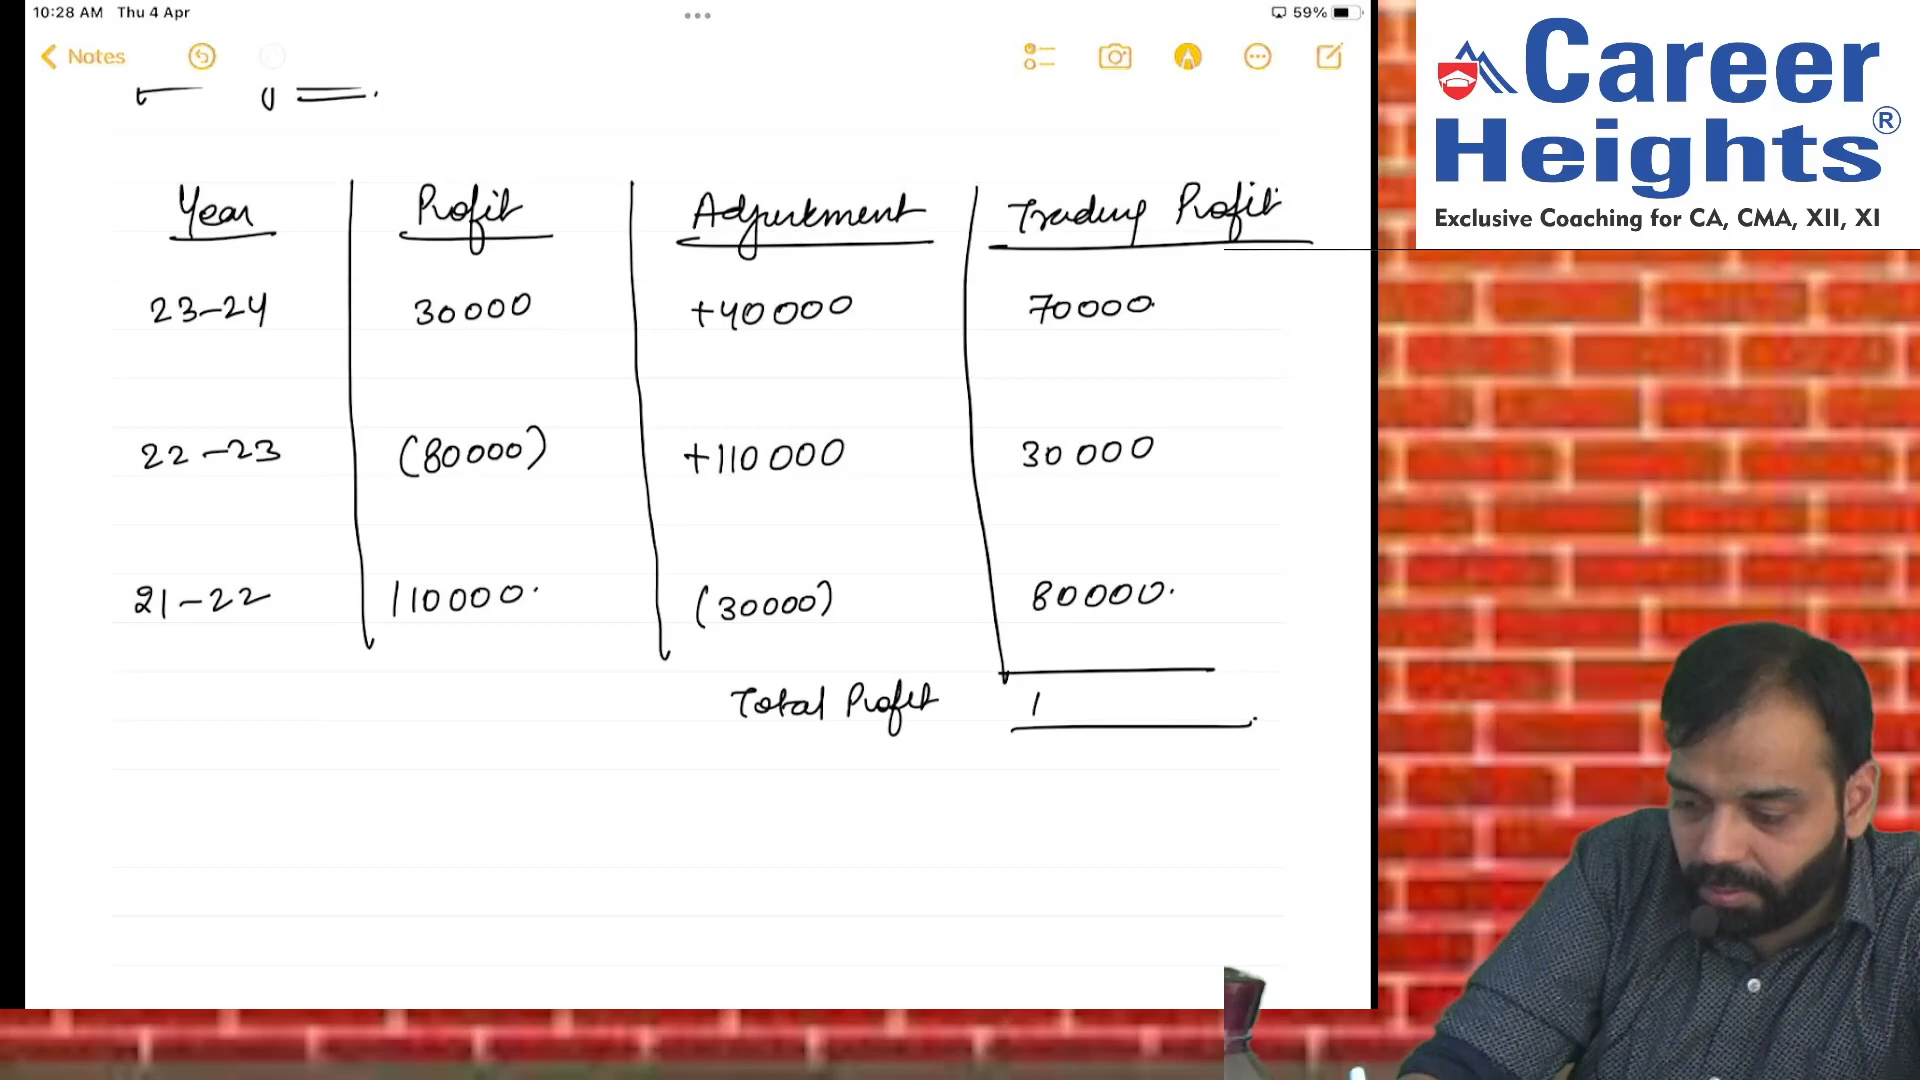 10:28 AM Thu 4 Apr
59%
Notes
Career
Heights®
Exclusive Coaching for CA, CMA, XII, XI
Year Profit Adjustment Trading Profit
23-24 30000 +40000 70000
22-23 (80000) +110000 30000
21-22 110000 (30000) 80000
Total Profit 1